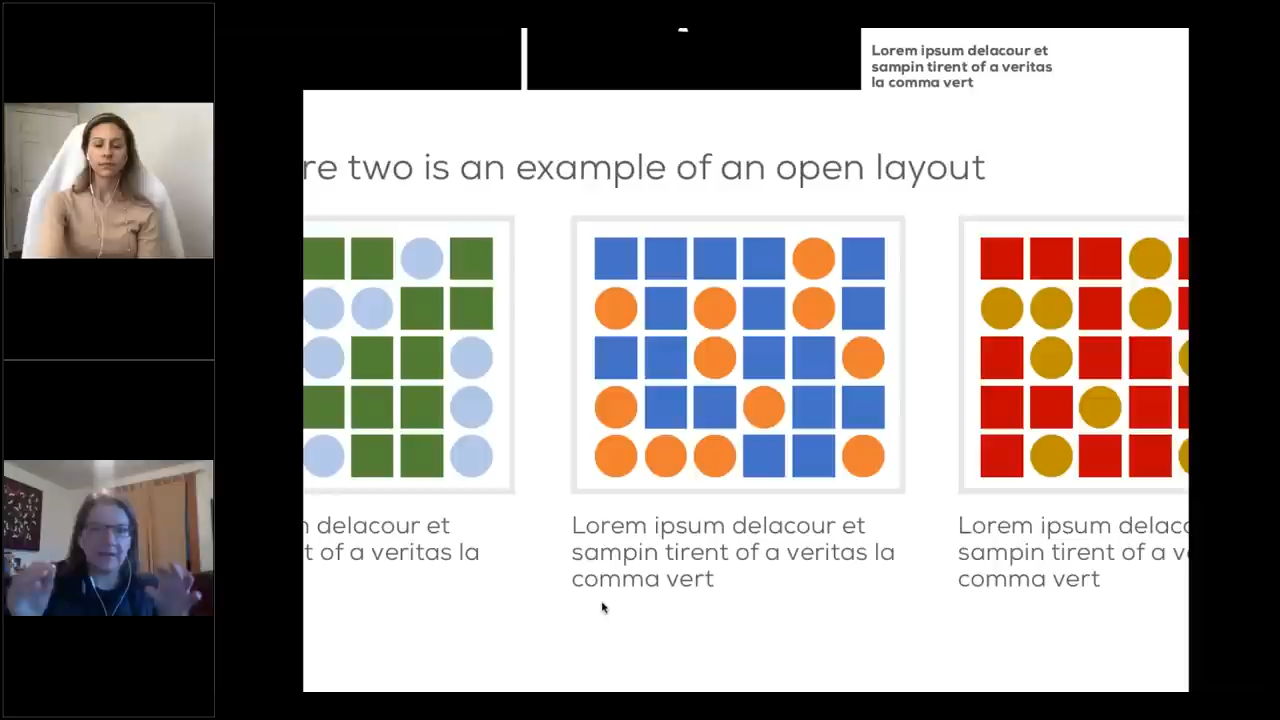 Lorem ipsum delacour et
sampin tirent of a veritas
la comma vert
re two is an example of an open layout
delacour et
t of a veritas la
Lorem ipsum delacour et
sampin tirent of a veritas la
comma vert
Lorem ipsum delac
sampin tirent of a v
comma vert